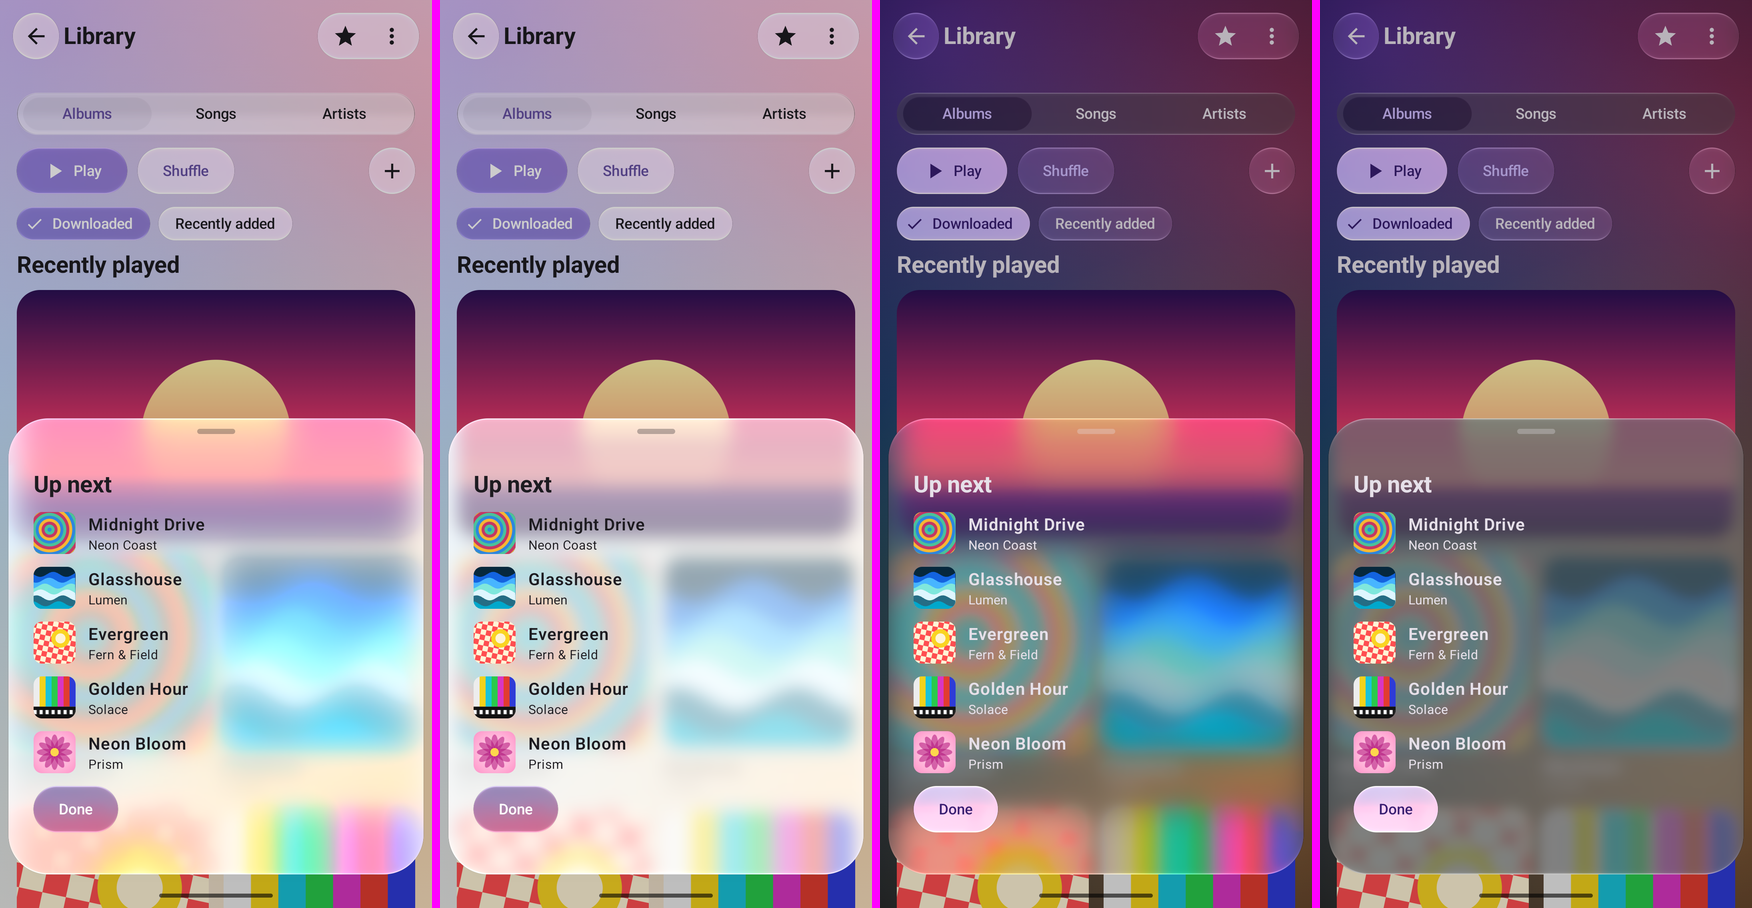 Library
Albums Songs Artists
Play Shuffle
Downloaded Recently added
Recently played
Up next
Midnight Drive
Neon Coast
Glasshouse
Lumen
Evergreen
Fern & Field
Golden Hour
Solace
Neon Bloom
Prism
Done
Library
Albums Songs Artists
Play Shuffle
Downloaded Recently added
Recently played
Up next
Midnight Drive
Neon Coast
Glasshouse
Lumen
Evergreen
Fern & Field
Golden Hour
Solace
Neon Bloom
Prism
Done
Library
Albums Songs Artists
Play Shuffle
Downloaded Recently added
Recently played
Up next
Midnight Drive
Neon Coast
Glasshouse
Lumen
Evergreen
Fern & Field
Golden Hour
Solace
Neon Bloom
Prism
Done
Library
Albums Songs Artists
Play Shuffle
Downloaded Recently added
Recently played
Up next
Midnight Drive
Neon Coast
Glasshouse
Lumen
Evergreen
Fern & Field
Golden Hour
Solace
Neon Bloom
Prism
Done